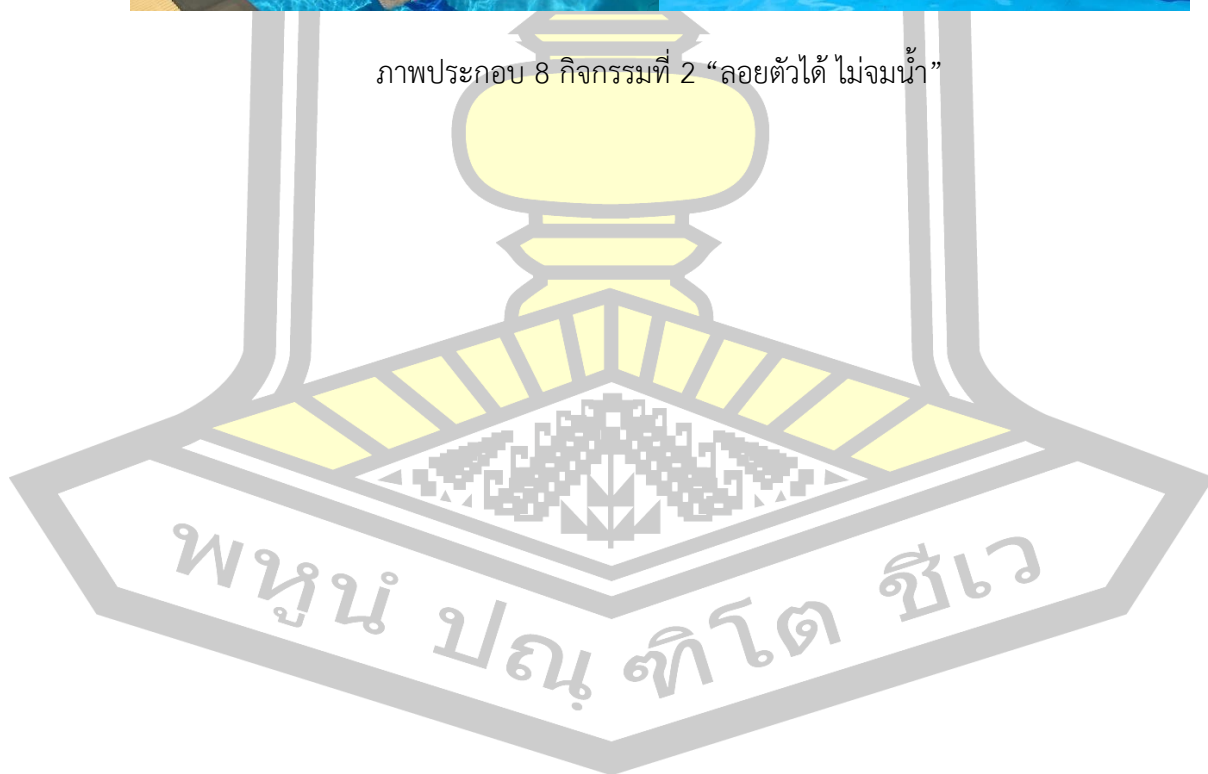 ภาพประกอบ 8 กิจกรรมที่ 2 “ลอยตัวได้ ไม่จมน้ำ”
พหูนํ ปณฺฑิโต ชีเว